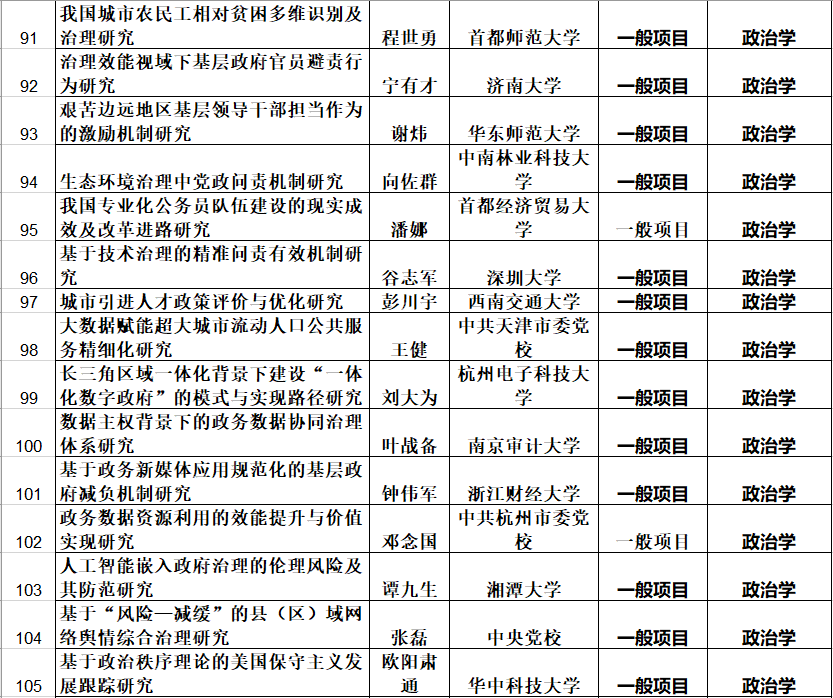 91 我国城市农民工相对贫困多维识别及
治理研究 程世勇 首都师范大学 一般项目 政治学
92 治理效能视域下基层政府官员避责行
为研究 宁有才 济南大学 一般项目 政治学
93 艰苦边远地区基层领导干部担当作为
的激励机制研究 谢炜 华东师范大学 一般项目 政治学
94 生态环境治理中党政问责机制研究 向佐群 中南林业科技大
学 一般项目 政治学
95 我国专业化公务员队伍建设的现实成
效及改革进路研究 潘娜 首都经济贸易大
学 一般项目 政治学
96 基于技术治理的精准问责有效机制研
究 谷志军 深圳大学 一般项目 政治学
97 城市引进人才政策评价与优化研究 彭川宇 西南交通大学 一般项目 政治学
98 大数据赋能超大城市流动人口公共服
务精细化研究 王健 中共天津市委党
校 一般项目 政治学
99 长三角区域一体化背景下建设“一体
化数字政府”的模式与实现路径研究 刘大为 杭州电子科技大
学 一般项目 政治学
100 数据主权背景下的政务数据协同治理
体系研究 叶战备 南京审计大学 一般项目 政治学
101 基于政务新媒体应用规范化的基层政
府减负机制研究 钟伟军 浙江财经大学 一般项目 政治学
102 政务数据资源利用的效能提升与价值
实现研究 邓念国 中共杭州市委党
校 一般项目 政治学
103 人工智能嵌入政府治理的伦理风险及
其防范研究 谭九生 湘潭大学 一般项目 政治学
104 基于“风险—减缓”的县（区）域网
络舆情综合治理研究 张磊 中央党校 一般项目 政治学
105 基于政治秩序理论的美国保守主义发
展跟踪研究 欧阳肃
通 华中科技大学 一般项目 政治学